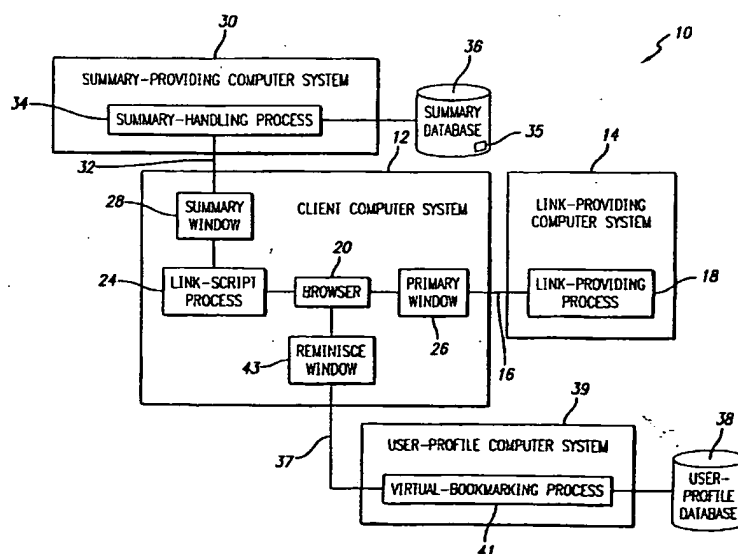 30
10
SUMMARY-PROVIDING COMPUTER SYSTEM
36
34
SUMMARY-HANDLING PROCESS
SUMMARY
DATABASE
35
32
12
14
28
SUMMARY
WINDOW
CLIENT COMPUTER SYSTEM
LINK-PROVIDING
COMPUTER SYSTEM
20
24
LINK-SCRIPT
PROCESS
BROWSER
PRIMARY
WINDOW
LINK-PROVIDING
PROCESS
18
26
16
43
REMINISCE
WINDOW
39
38
37
USER-PROFILE COMPUTER SYSTEM
VIRTUAL-BOOKMARKING PROCESS
USER-
PROFILE
DATABASE
41